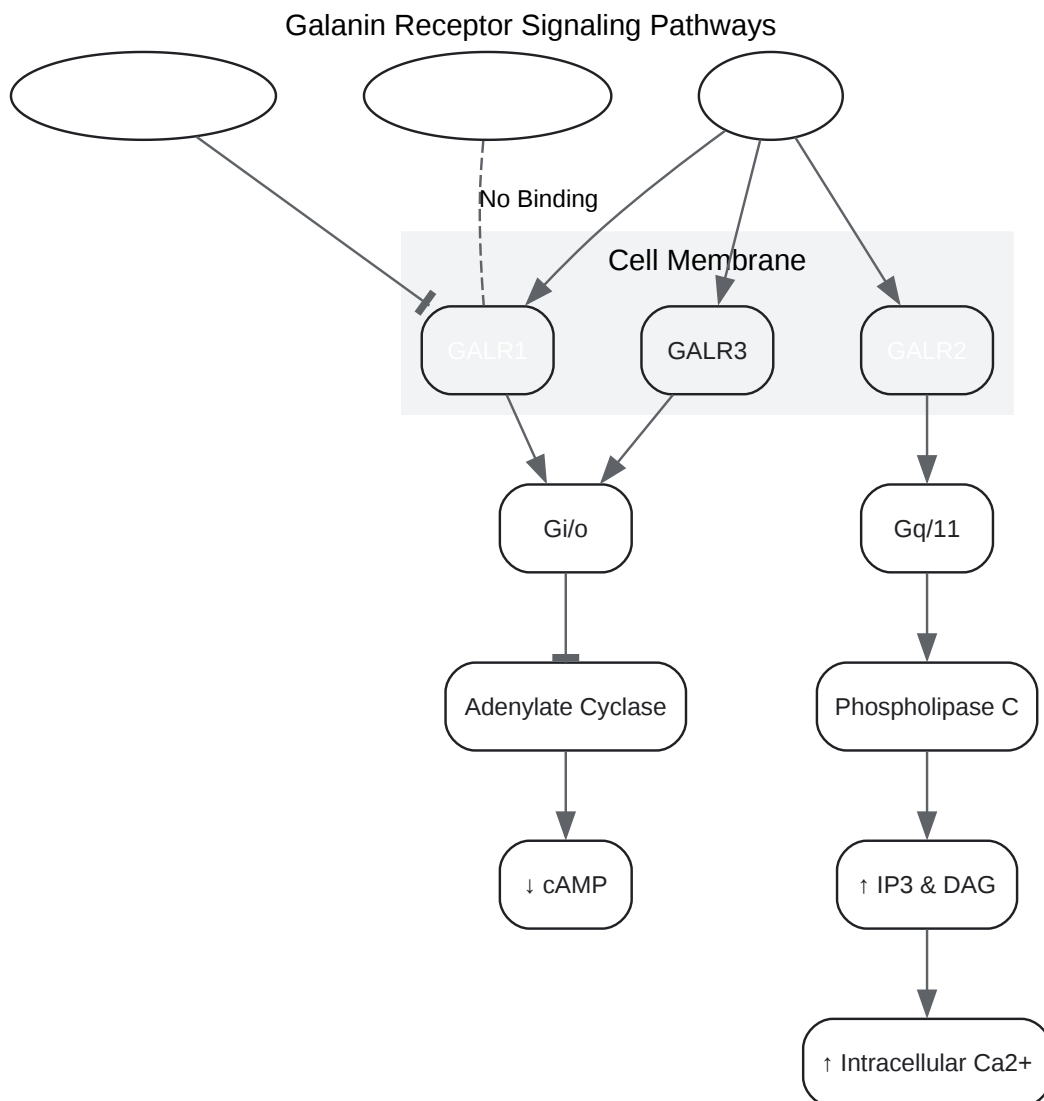 Galanin Receptor Signaling Pathways
No Binding
Cell Membrane
GALR1
GALR3
GALR2
Gi/o
Gq/11
Adenylate Cyclase
Phospholipase C
↓ cAMP
↑ IP3 & DAG
↑ Intracellular Ca2+